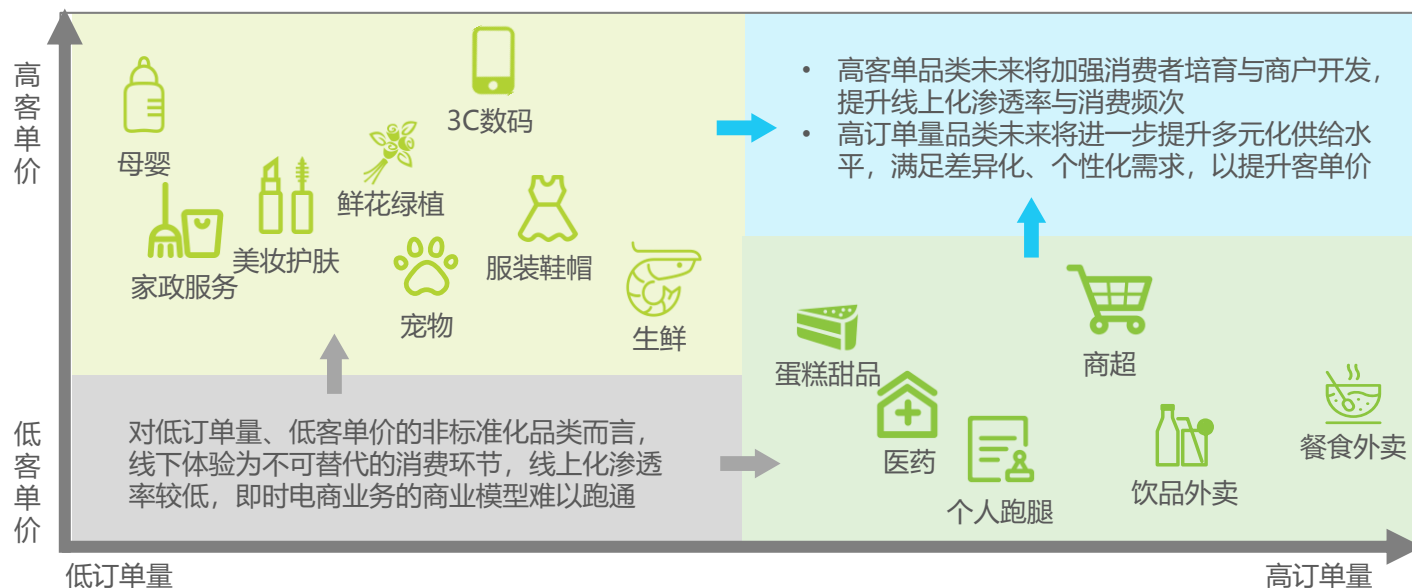 高客单价
3C数码
母婴
鲜花绿植
美妆护肤
家政服务
服装鞋帽
宠物
生鲜
• 高客单品类未来将加强消费者培育与商户开发，
提升线上化渗透率与消费频次
• 高订单量品类未来将进一步提升多元化供给水
平，满足差异化、个性化需求，以提升客单价
低客单价
对低订单量、低客单价的非标准化品类而言，
线下体验为不可替代的消费环节，线上化渗透
率较低，即时电商业务的商业模型难以跑通
商超
蛋糕甜品
餐食外卖
医药
饮品外卖
个人跑腿
低订单量
高订单量